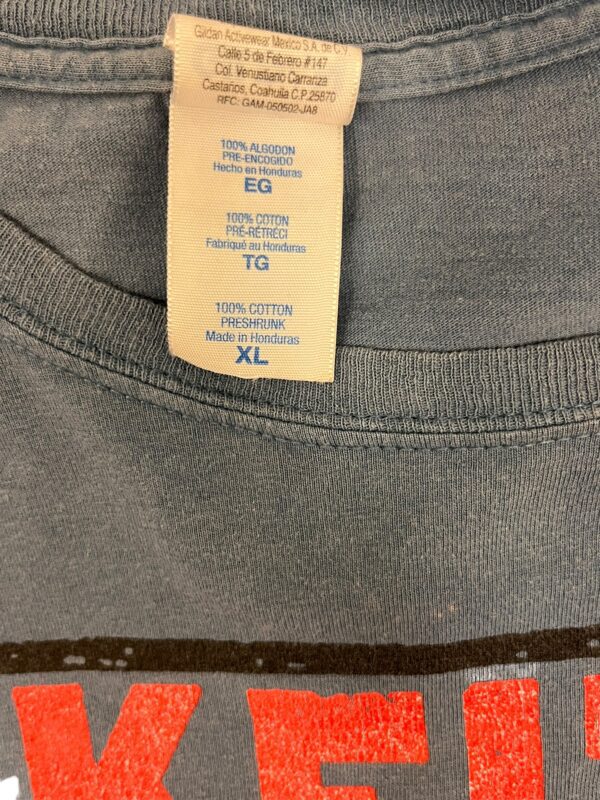 Gildan Activewear Mexico S.A. de C.V.
Calle 5 de Febrero #147
Col. Venustiano Carranza
Castaños, Coahuila C.P.25870
RFC: GAM-050502-JA8
100% ALGODON
PRE-ENCOGIDO
Hecho en Honduras
EG
100% COTON
PRÉ-RÉTRÉCI
Fabriqué au Honduras
TG
100% COTTON
PRESHRUNK
Made in Honduras
XL
KEIT